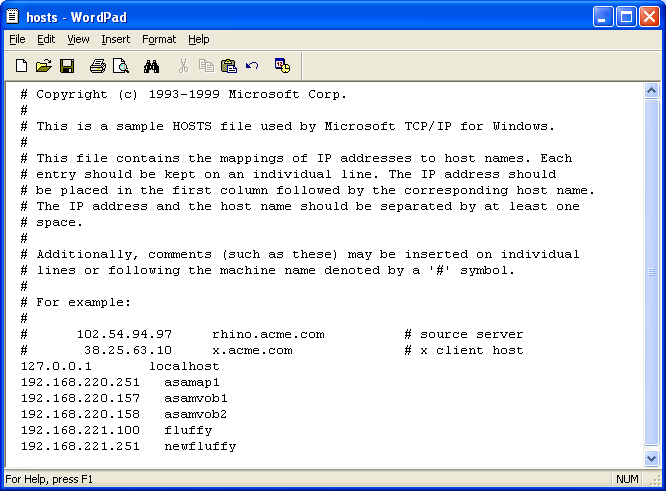 hosts - WordPad
File Edit View Insert Format Help
# Copyright (c) 1993-1999 Microsoft Corp.
#
# This is a sample HOSTS file used by Microsoft TCP/IP for Windows.
#
# This file contains the mappings of IP addresses to host names. Each
# entry should be kept on an individual line. The IP address should
# be placed in the first column followed by the corresponding host name.
# The IP address and the host name should be separated by at least one
# space.
#
# Additionally, comments (such as these) may be inserted on individual
# lines or following the machine name denoted by a '#' symbol.
#
# For example:
#
#      102.54.94.97     rhino.acme.com          # source server
#       38.25.63.10     x.acme.com              # x client host
127.0.0.1       localhost
192.168.220.251   asamap1
192.168.220.157   asamvob1
192.168.220.158   asamvob2
192.168.221.100   fluffy
192.168.221.251   newfluffy
For Help, press F1 NUM